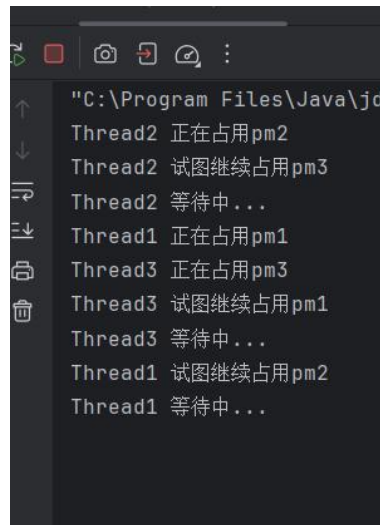 "C:\Program Files\Java\jd
Thread2 正在占用pm2
Thread2 试图继续占用pm3
Thread2 等待中...
Thread1 正在占用pm1
Thread3 正在占用pm3
Thread3 试图继续占用pm1
Thread3 等待中...
Thread1 试图继续占用pm2
Thread1 等待中...